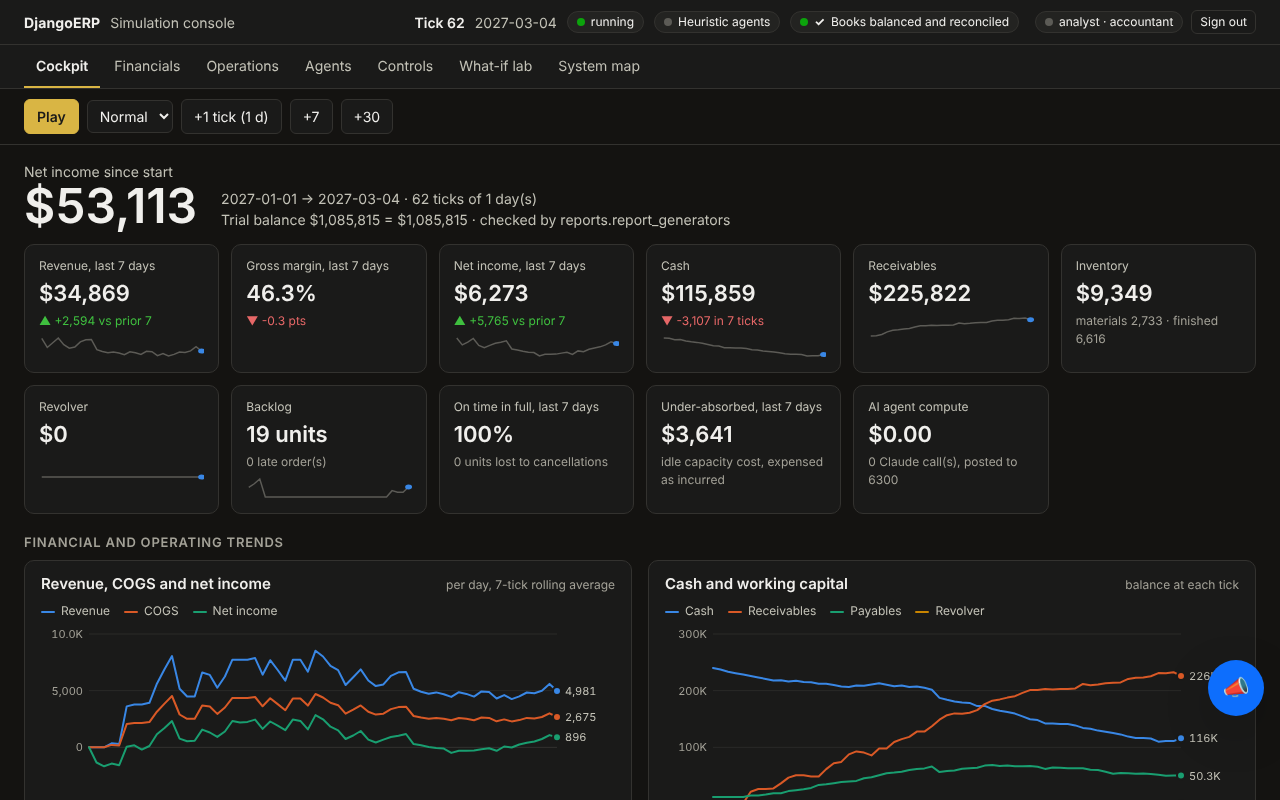 DjangoERP Simulation console Tick 62 2027-03-04 running Heuristic agents ✔ Books balanced and reconciled analyst · accountant Sign out
Cockpit Financials Operations Agents Controls What-if lab System map
Play Normal +1 tick (1 d) +7 +30
Net income since start
$53,113
2027-01-01 → 2027-03-04 · 62 ticks of 1 day(s)
Trial balance $1,085,815 = $1,085,815 · checked by reports.report_generators
Revenue, last 7 days
$34,869
▲ +2,594 vs prior 7
Gross margin, last 7 days
46.3%
▼ -0.3 pts
Net income, last 7 days
$6,273
▲ +5,765 vs prior 7
Cash
$115,859
▼ -3,107 in 7 ticks
Receivables
$225,822
Inventory
$9,349
materials 2,733 · finished
6,616
Revolver
$0
Backlog
19 units
0 late order(s)
On time in full, last 7 days
100%
0 units lost to cancellations
Under-absorbed, last 7 days
$3,641
idle capacity cost, expensed
as incurred
AI agent compute
$0.00
0 Claude call(s), posted to
6300
FINANCIAL AND OPERATING TRENDS
Revenue, COGS and net income per day, 7-tick rolling average
Revenue COGS Net income
10.0K
5,000
0
4,981
2,675
896
Cash and working capital balance at each tick
Cash Receivables Payables Revolver
300K
200K
100K
226
116K
50.3K